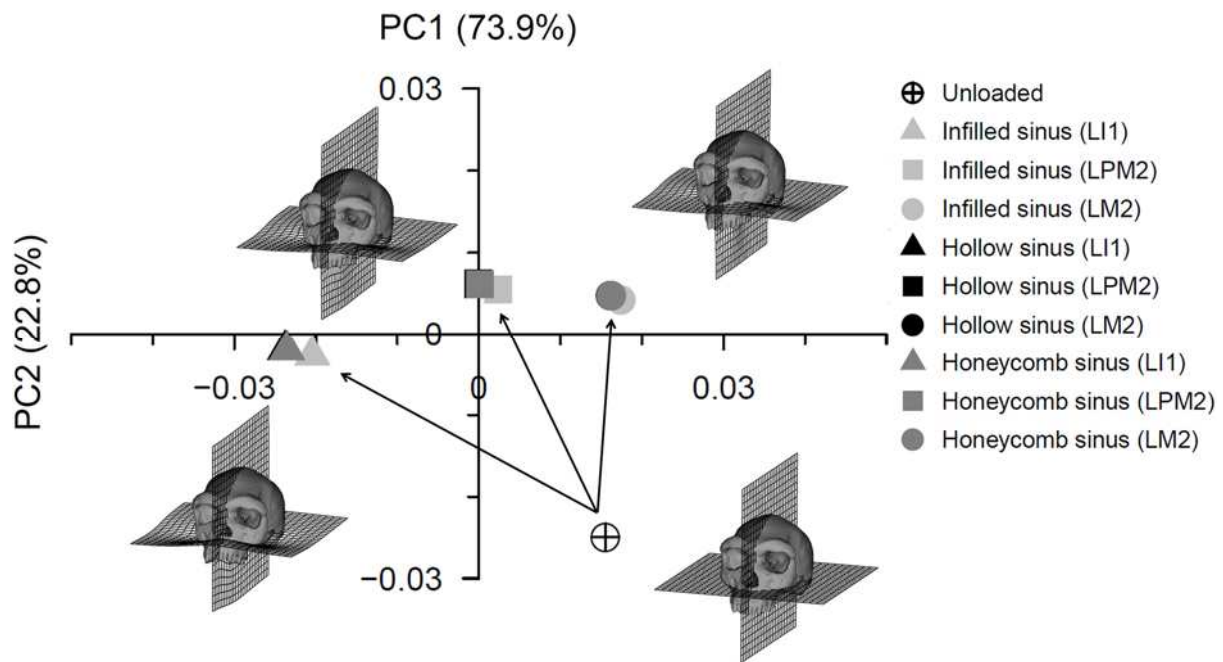 PC1 (73.9%)
0.03
PC2 (22.8%)
0
−0.03
0
0.03
−0.03
Unloaded
Infilled sinus (LI1)
Infilled sinus (LPM2)
Infilled sinus (LM2)
Hollow sinus (LI1)
Hollow sinus (LPM2)
Hollow sinus (LM2)
Honeycomb sinus (LI1)
Honeycomb sinus (LPM2)
Honeycomb sinus (LM2)